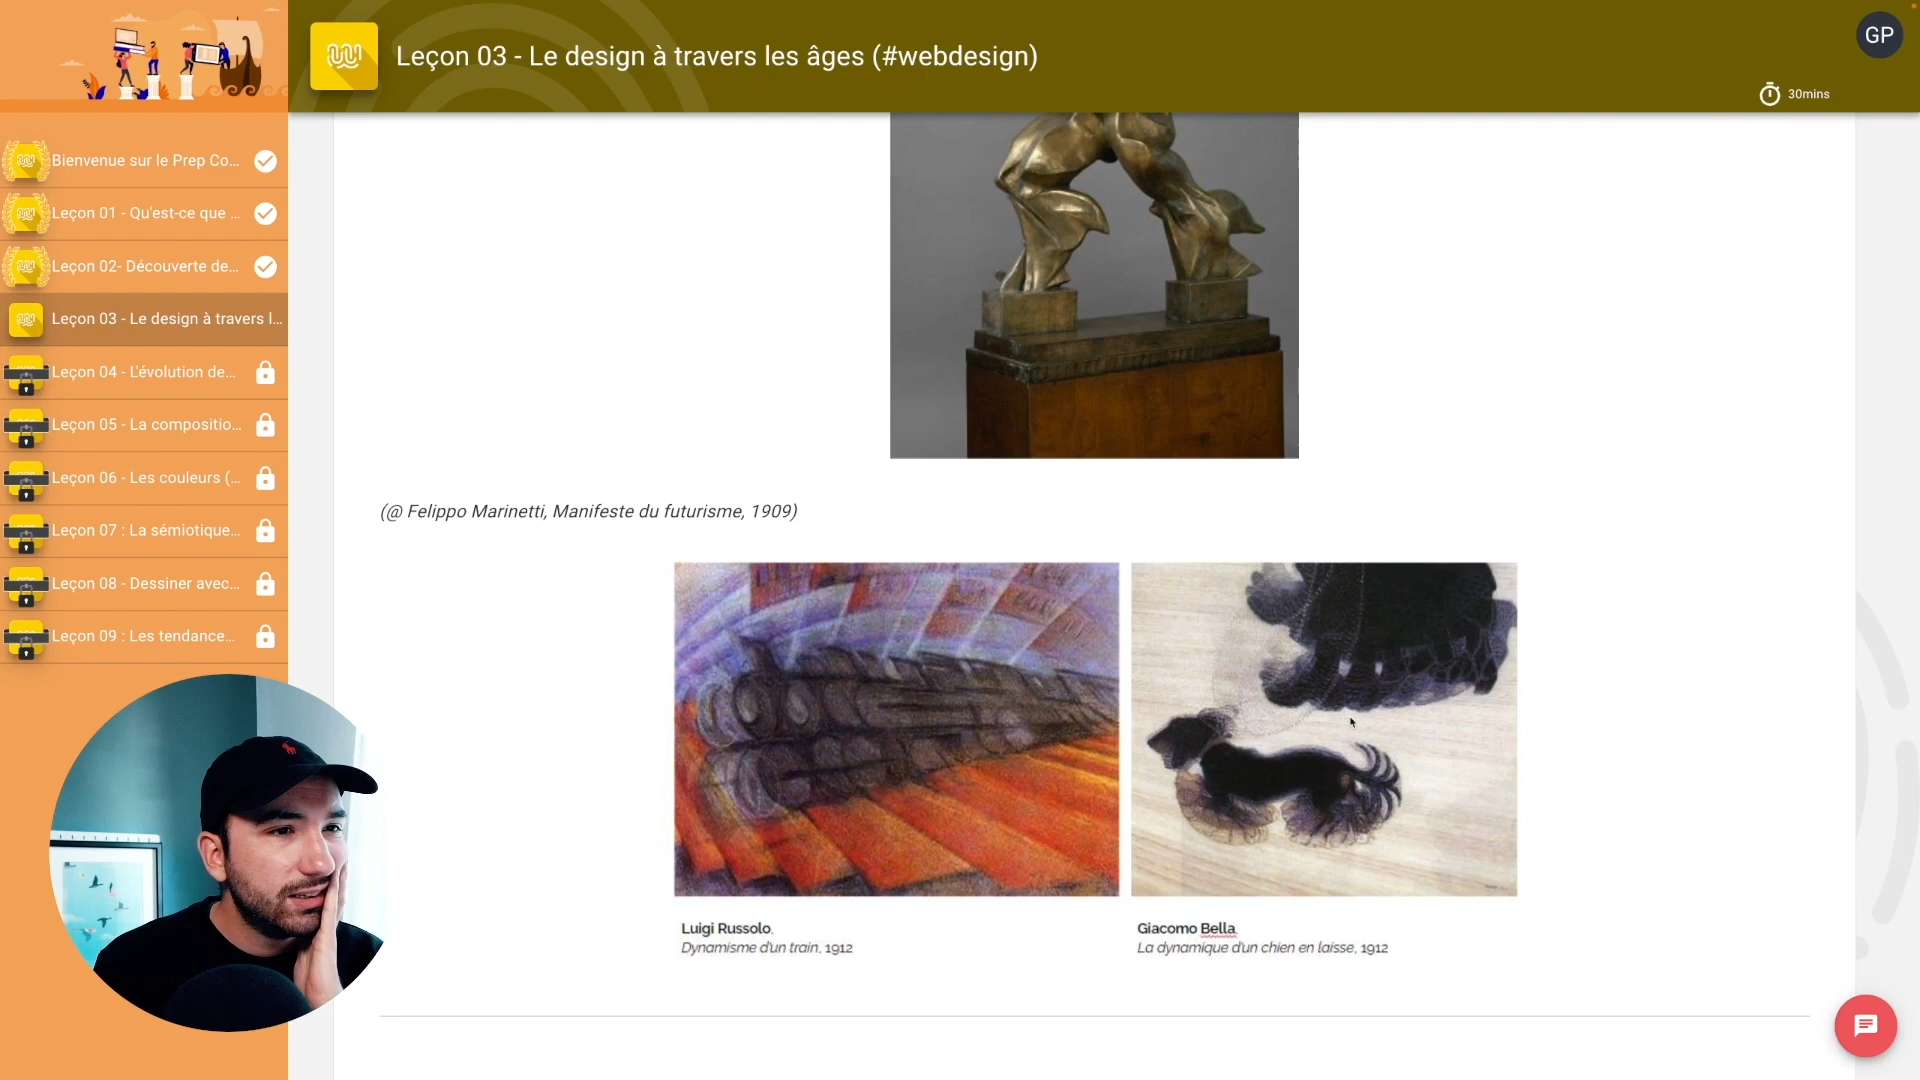 Leçon 03 - Le design à travers les âges (#webdesign)
GP
30mins
Bienvenue sur le Prep Co...
Leçon 01 - Qu'est-ce que ...
Leçon 02- Découverte de...
Leçon 03 - Le design à travers l...
Leçon 04 - L'évolution de...
Leçon 05 - La compositio...
Leçon 06 - Les couleurs (...
Leçon 07 : La sémiotique...
Leçon 08 - Dessiner avec...
Leçon 09 : Les tendance...
(@ Felippo Marinetti, Manifeste du futurisme, 1909)
Luigi Russolo.
Dynamisme d'un train, 1912
Giacomo Bella.
La dynamique d'un chien en laisse, 1912